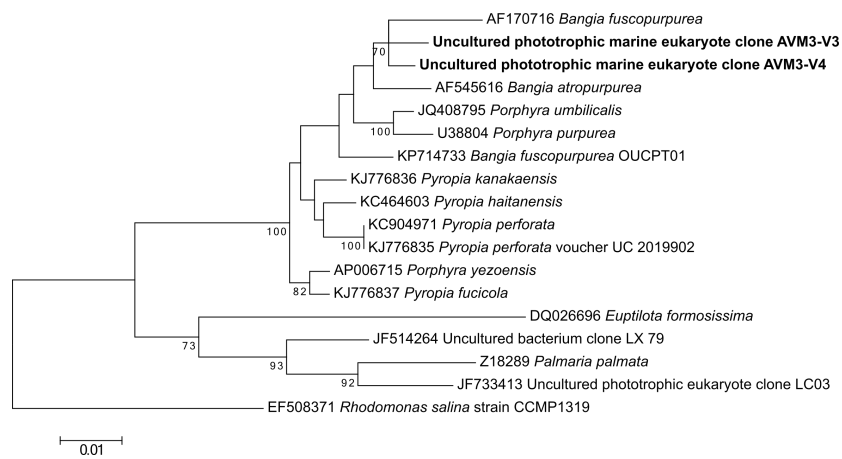 AF170716 Bangia fuscopurpurea
Uncultured phototrophic marine eukaryote clone AVM3-V3
70
Uncultured phototrophic marine eukaryote clone AVM3-V4
AF545616 Bangia atropurpurea
JQ408795 Porphyra umbilicalis
100
U38804 Porphyra purpurea
KP714733 Bangia fuscopurpurea OUCPT01
KJ776836 Pyropia kanakaensis
KC464603 Pyropia haitanensis
KC904971 Pyropia perforata
100
100
KJ776835 Pyropia perforata voucher UC 2019902
AP006715 Porphyra yezoensis
82
KJ776837 Pyropia fucicola
DQ026696 Euptilota formosissima
73
JF514264 Uncultured bacterium clone LX 79
93
Z18289 Palmaria palmata
92
JF733413 Uncultured phototrophic eukaryote clone LC03
EF508371 Rhodomonas salina strain CCMP1319
0.01